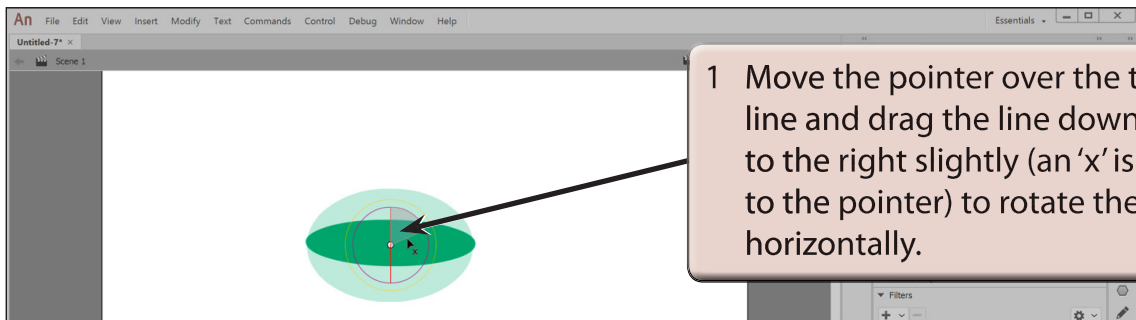 An File Edit View Insert Modify Text Commands Control Debug Window Help Essentials
Untitled-7* ×
Scene 1
1 Move the pointer over the
line and drag the line down
to the right slightly (an ‘x’ is
to the pointer) to rotate the
horizontally.
x
Filters